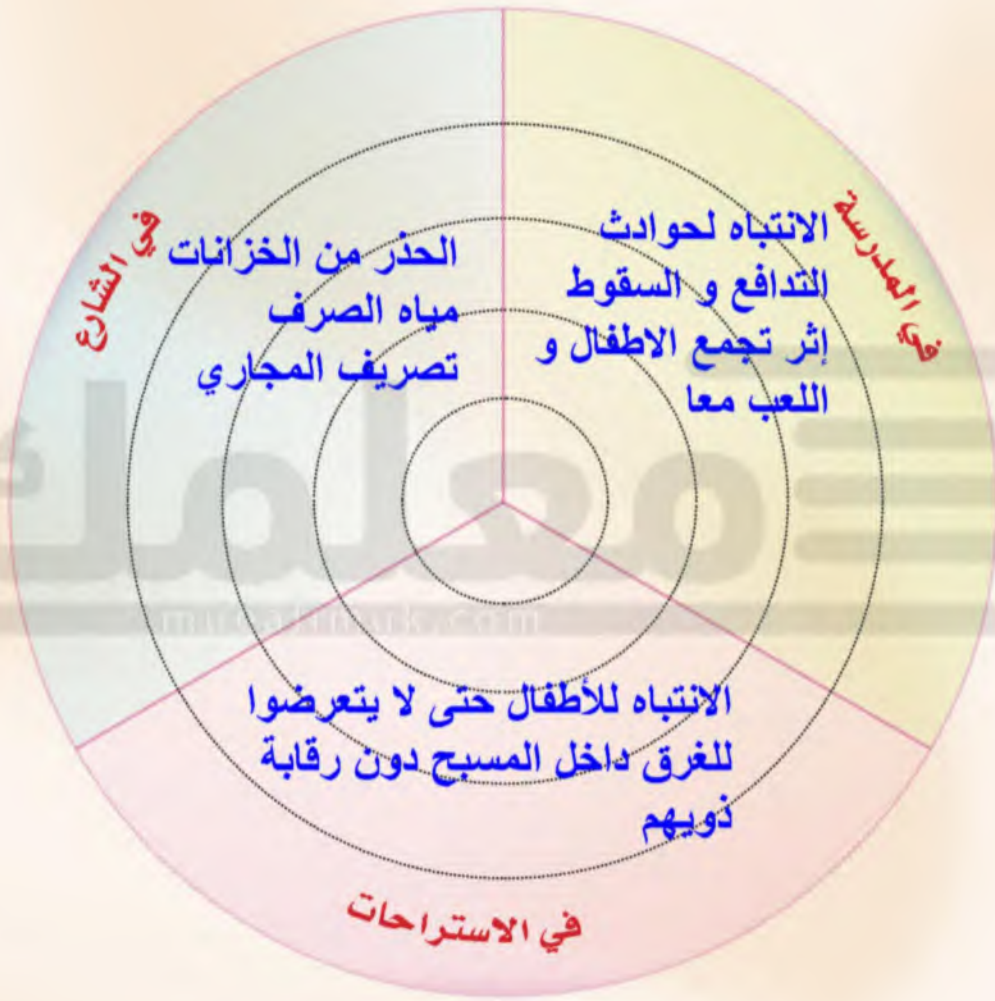 في المدرسة
الانتباه لحوادث
التدافع و السقوط
إثر تجمع الاطفال و
اللعب معا
في الشارع
الحذر من الخزانات
مياه الصرف
تصريف المجاري
معلمك
الانتباه للأطفال حتى لا يتعرضوا
للغرق داخل المسبح دون رقابة
ذويهم
في الاستراحات